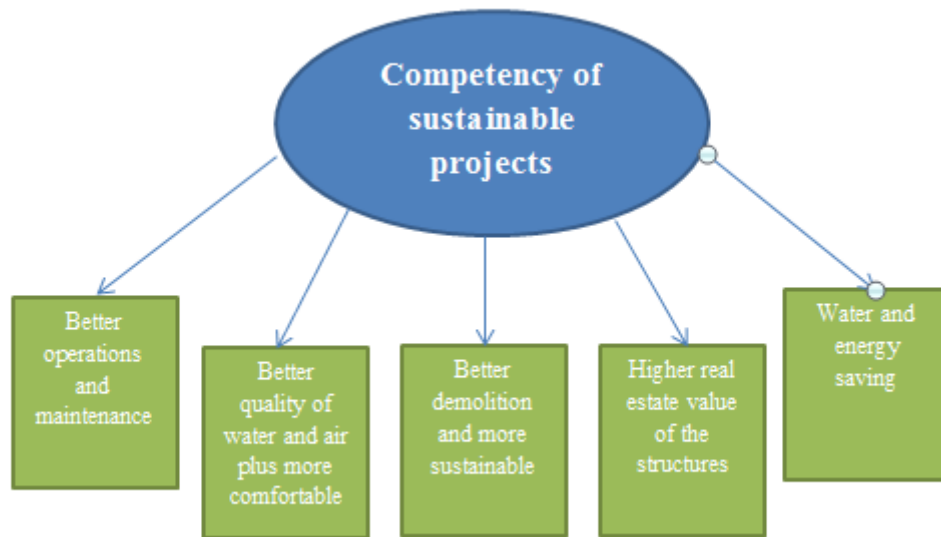 Competency of
sustainable
projects
Better
operations
and
maintenance
Better
quality of
water and air
plus more
comfortable
Better
demolition
and more
sustainable
Higher real
estate value
of the
structures
Water and
energy
saving